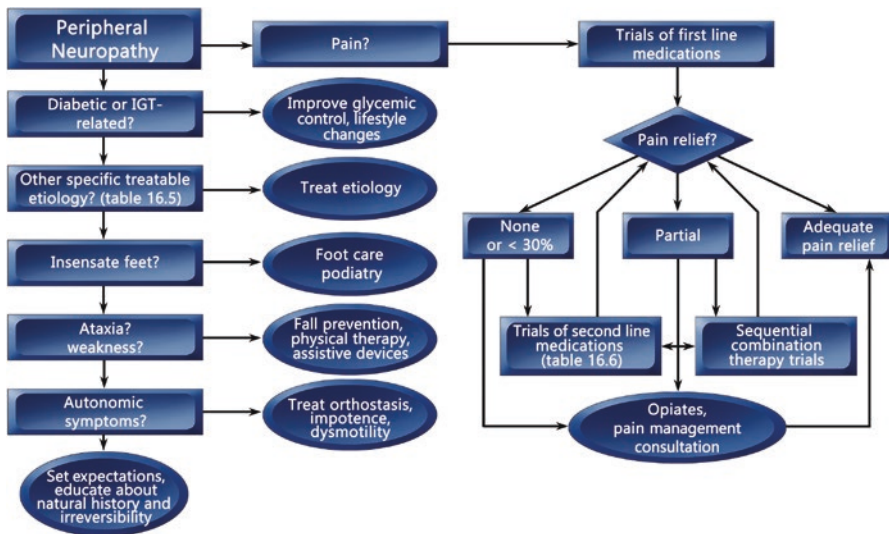 Peripheral
Neuropathy
Pain?
Trials of first line
medications
Diabetic or IGT-
related?
Improve glycemic
control, lifestyle
changes
Pain relief?
Other specific treatable
etiology? (table 16.5)
Treat etiology
None
or < 30%
Partial
Adequate
pain relief
Insensate feet?
Foot care
podiatry
Ataxia?
weakness?
Fall prevention,
physical therapy,
assistive devices
Trials of second line
medications
(table 16.6)
Sequential
combination
therapy trials
Autonomic
symptoms?
Treat orthostasis,
impotence,
dysmotility
Opiates,
pain management
consultation
Set expectations,
educate about
natural history and
irreversibility